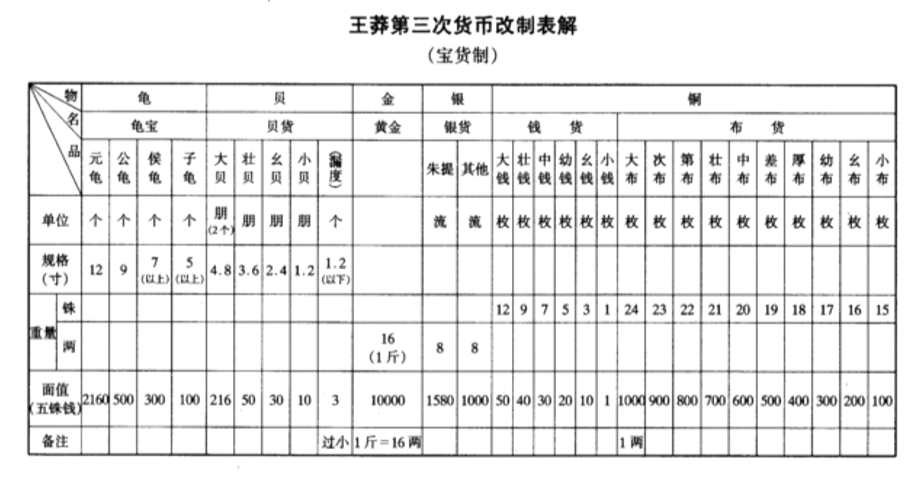 王莽第三次货币改制表解
(宝货制)
物 龟 贝 金 银 铜
名 龟宝 贝货 黄金 银货 钱 货 布 货
品 元龟 公龟 侯龟 子龟 大贝 壮贝 幺贝 小贝 (漏度) 朱提 其他 大钱 壮钱 中钱 幼钱 幺钱 小钱 大布 次布 第布 壮布 中布 差布 厚布 幼布 幺布 小布
单位 个 个 个 个 朋(2个) 朋 朋 朋 个 流 流 枚 枚 枚 枚 枚 枚 枚 枚 枚 枚 枚 枚 枚 枚 枚 枚
规格(寸) 12 9 7(以上) 5(以上) 4.8 3.6 2.4 1.2 1.2(以下)
重量 铢 12 9 7 5 3 1 24 23 22 21 20 19 18 17 16 15
两 16(1斤) 8 8
面值(五铢钱) 2160 500 300 100 216 50 30 10 3 10000 1580 1000 50 40 30 20 10 1 1000 900 800 700 600 500 400 300 200 100
备注 过小 1斤=16两 1两